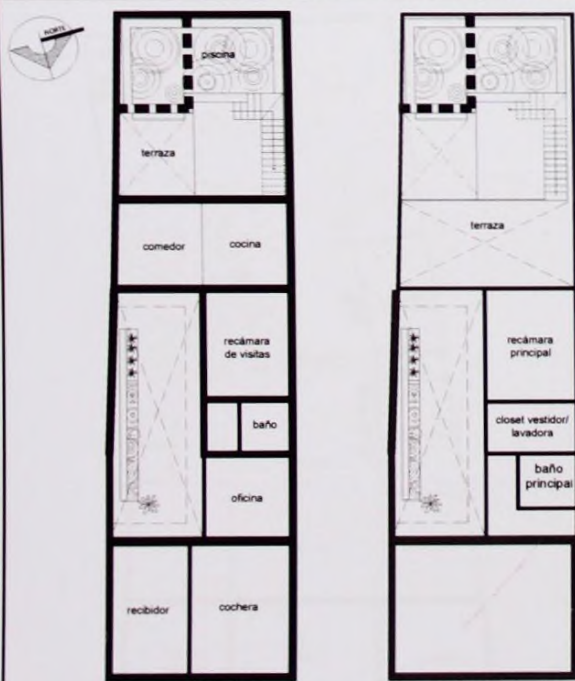 NORTE
piscina
terraza
comedor
cocina
recámara
de visitas
baño
oficina
recibidor
cochera
terraza
recámara
principal
closet vestidor/
lavadora
baño
principal